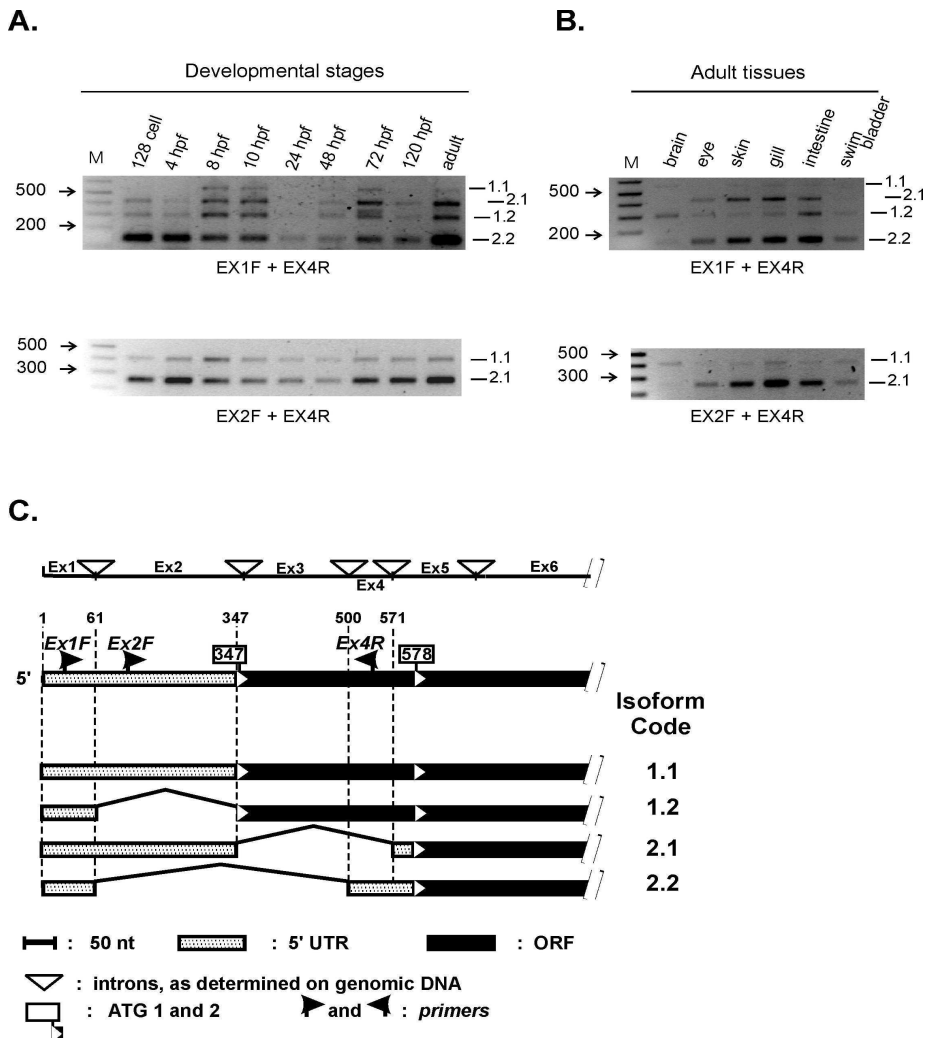 A.
Developmental stages
M 128 cell 4 hpf 8 hpf 10 hpf 24 hpf 48 hpf 72 hpf 120 hpf adult
500
200
1.1
2.1
1.2
2.2
EX1F + EX4R
500
300
1.1
2.1
EX2F + EX4R
B.
Adult tissues
M brain eye skin gill intestine swim bladder
500
200
1.1
2.1
1.2
2.2
EX1F + EX4R
500
300
1.1
2.1
EX2F + EX4R
C.
Ex1 Ex2 Ex3 Ex4 Ex5 Ex6
1 61 347 500 571
Ex1F Ex2F 347 Ex4R 578
5'
Isoform
Code
1.1
1.2
2.1
2.2
: 50 nt : 5' UTR : ORF
: introns, as determined on genomic DNA
: ATG 1 and 2 and : primers